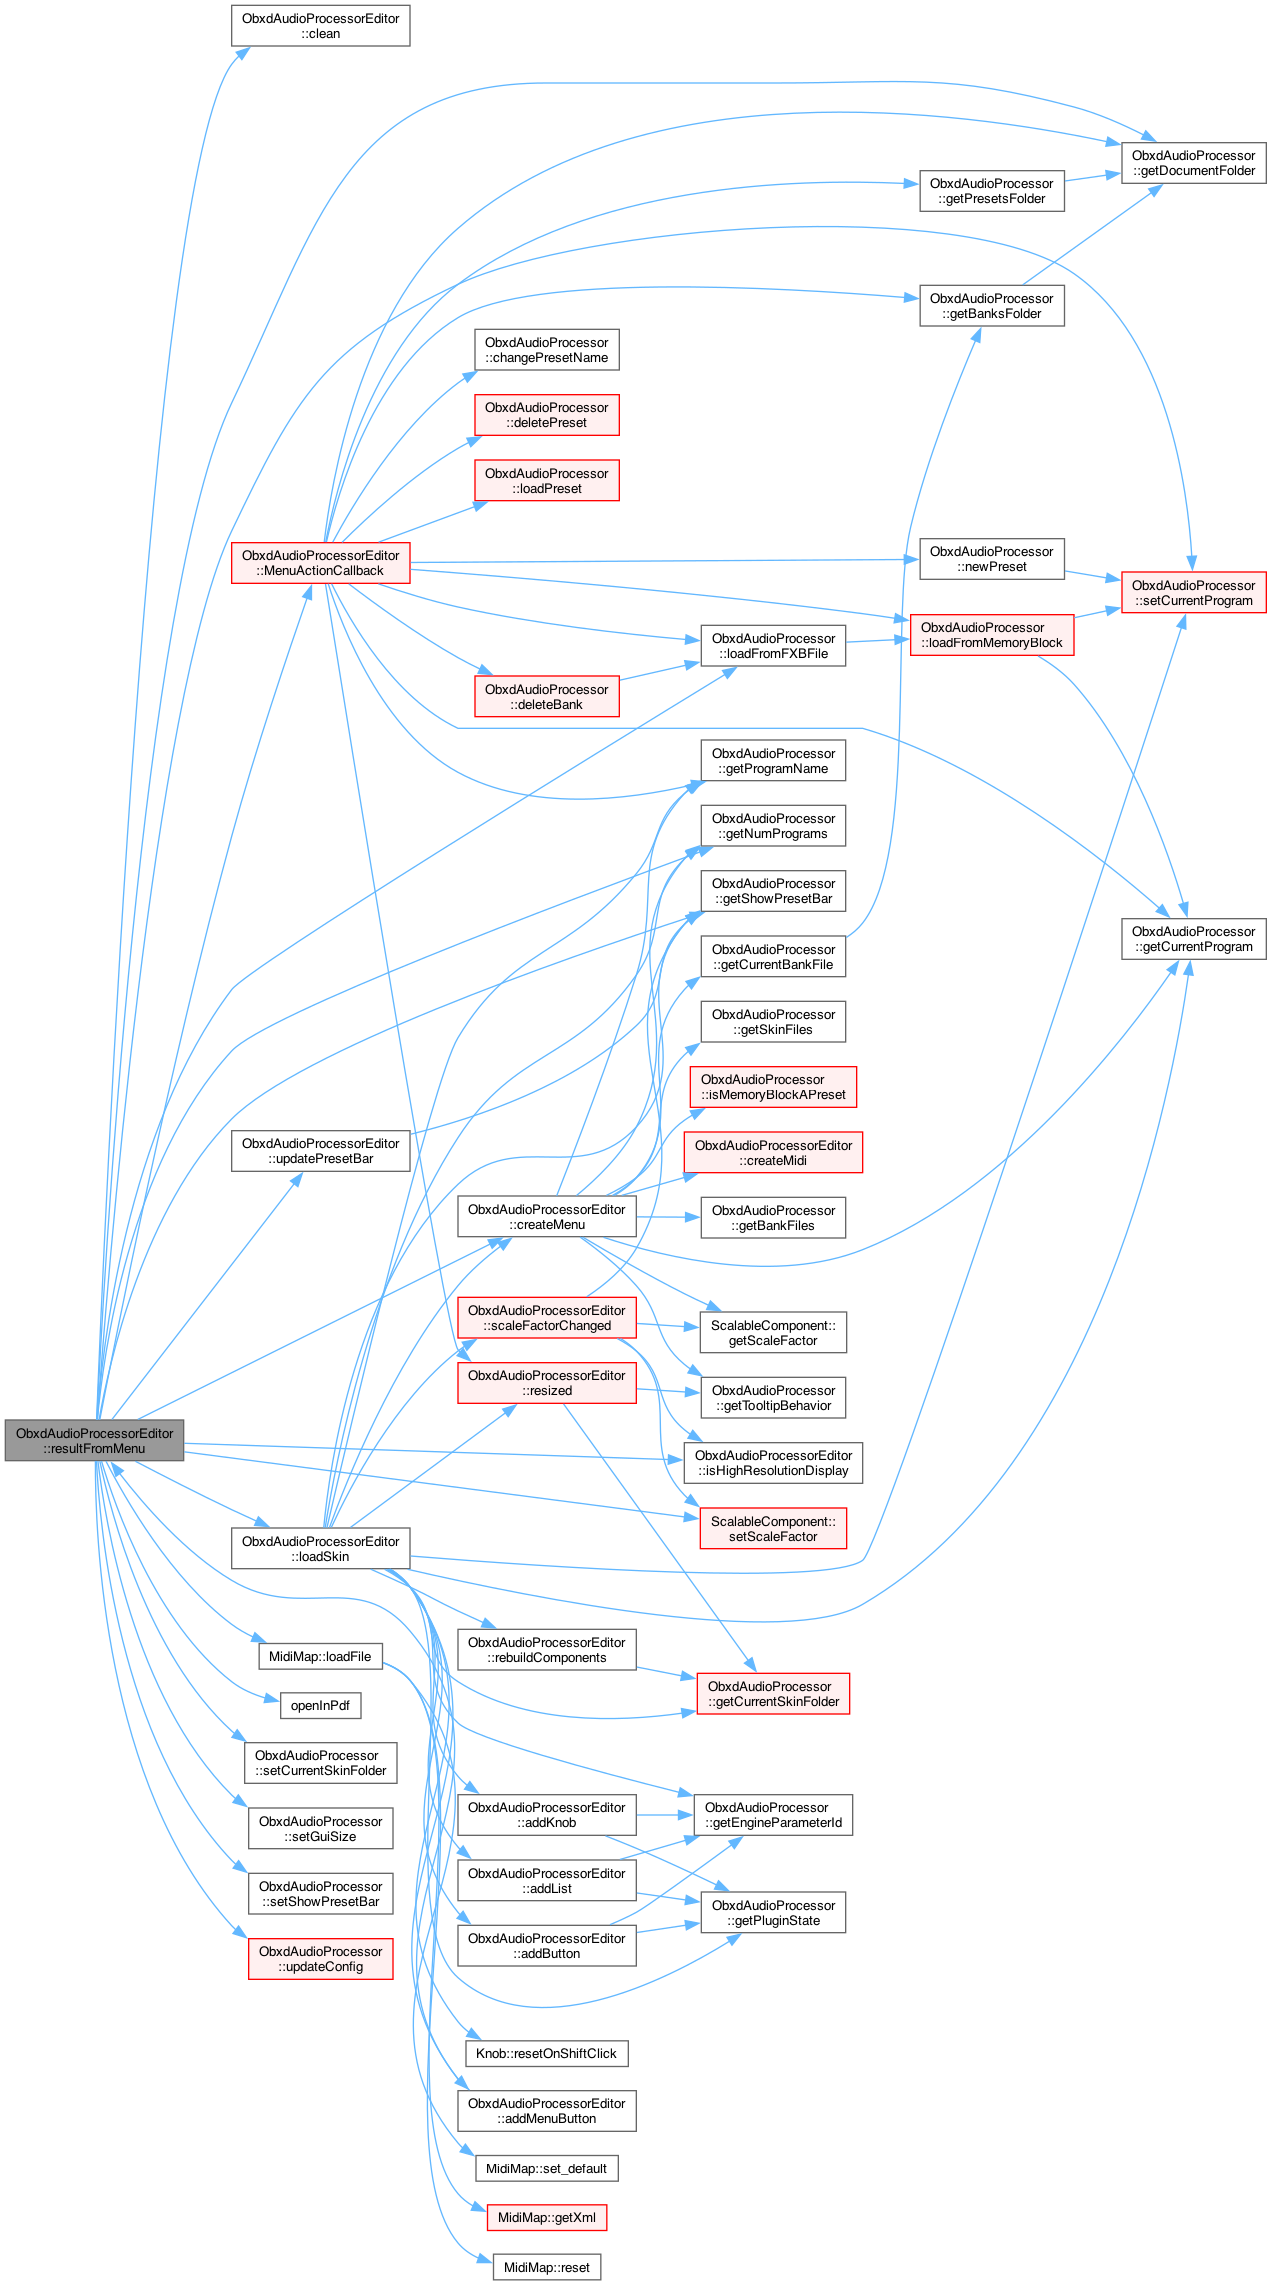 ObxdAudioProcessorEditor
::clean
ObxdAudioProcessor
::getDocumentFolder
ObxdAudioProcessor
::getPresetsFolder
ObxdAudioProcessor
::getBanksFolder
ObxdAudioProcessor
::changePresetName
ObxdAudioProcessor
::deletePreset
ObxdAudioProcessor
::loadPreset
ObxdAudioProcessorEditor
::MenuActionCallback
ObxdAudioProcessor
::newPreset
ObxdAudioProcessor
::setCurrentProgram
ObxdAudioProcessor
::loadFromMemoryBlock
ObxdAudioProcessor
::loadFromFXBFile
ObxdAudioProcessor
::deleteBank
ObxdAudioProcessor
::getProgramName
ObxdAudioProcessor
::getNumPrograms
ObxdAudioProcessor
::getShowPresetBar
ObxdAudioProcessor
::getCurrentBankFile
ObxdAudioProcessor
::getCurrentProgram
ObxdAudioProcessor
::getSkinFiles
ObxdAudioProcessor
::isMemoryBlockAPreset
ObxdAudioProcessorEditor
::updatePresetBar
ObxdAudioProcessorEditor
::createMidi
ObxdAudioProcessorEditor
::createMenu
ObxdAudioProcessor
::getBankFiles
ObxdAudioProcessorEditor
::scaleFactorChanged
ScalableComponent::
getScaleFactor
ObxdAudioProcessorEditor
::resized
ObxdAudioProcessor
::getTooltipBehavior
ObxdAudioProcessorEditor
::resultFromMenu
ObxdAudioProcessorEditor
::isHighResolutionDisplay
ScalableComponent::
setScaleFactor
ObxdAudioProcessorEditor
::loadSkin
ObxdAudioProcessorEditor
::rebuildComponents
MidiMap::loadFile
ObxdAudioProcessor
::getCurrentSkinFolder
openInPdf
ObxdAudioProcessor
::setCurrentSkinFolder
ObxdAudioProcessor
::setGuiSize
ObxdAudioProcessorEditor
::addKnob
ObxdAudioProcessor
::getEngineParameterId
ObxdAudioProcessor
::setShowPresetBar
ObxdAudioProcessorEditor
::addList
ObxdAudioProcessor
::getPluginState
ObxdAudioProcessor
::updateConfig
ObxdAudioProcessorEditor
::addButton
Knob::resetOnShiftClick
ObxdAudioProcessorEditor
::addMenuButton
MidiMap::set_default
MidiMap::getXml
MidiMap::reset